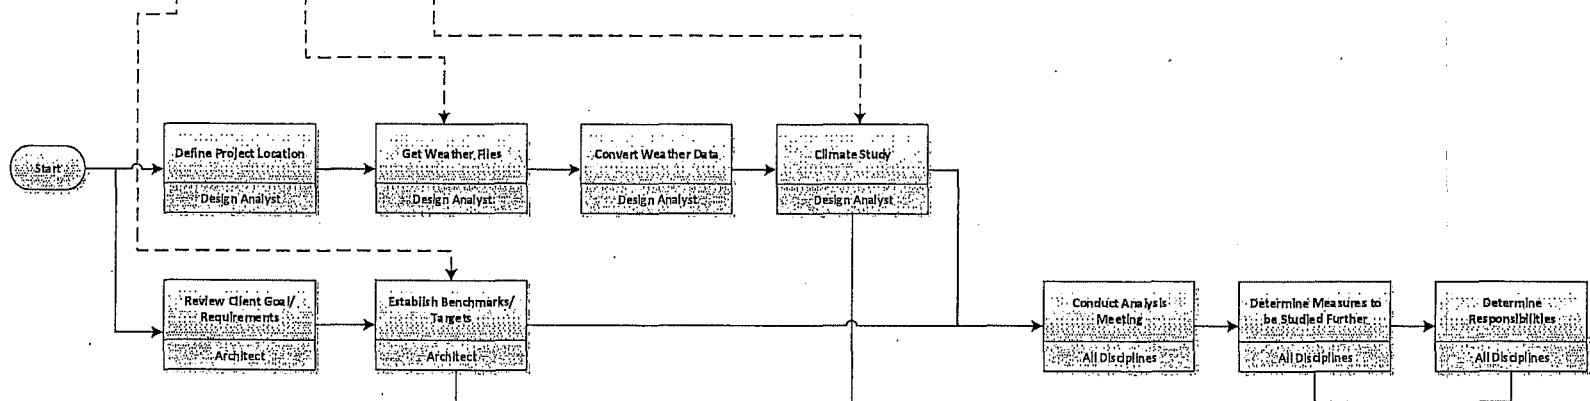 Start
Define Project Location
Design Analyst
Get Weather Files
Design Analyst
Convert Weather Data
Design Analyst
Climate Study
Design Analyst
Review Client Goal/
Requirements
Architect
Establish Benchmarks/
Targets
Architect
Conduct Analysis
Meeting
All Disciplines
Determine Measures to
be Studied Further
All Disciplines
Determine
Responsibilities
All Disciplines